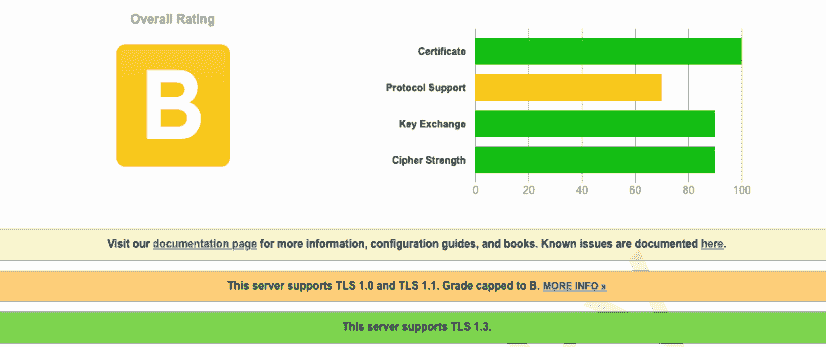 Overall Rating
B
Certificate
Protocol Support
Key Exchange
Cipher Strength
0 20 40 60 80 100
Visit our documentation page for more information, configuration guides, and books. Known issues are documented here.
This server supports TLS 1.0 and TLS 1.1. Grade capped to B. MORE INFO »
This server supports TLS 1.3.